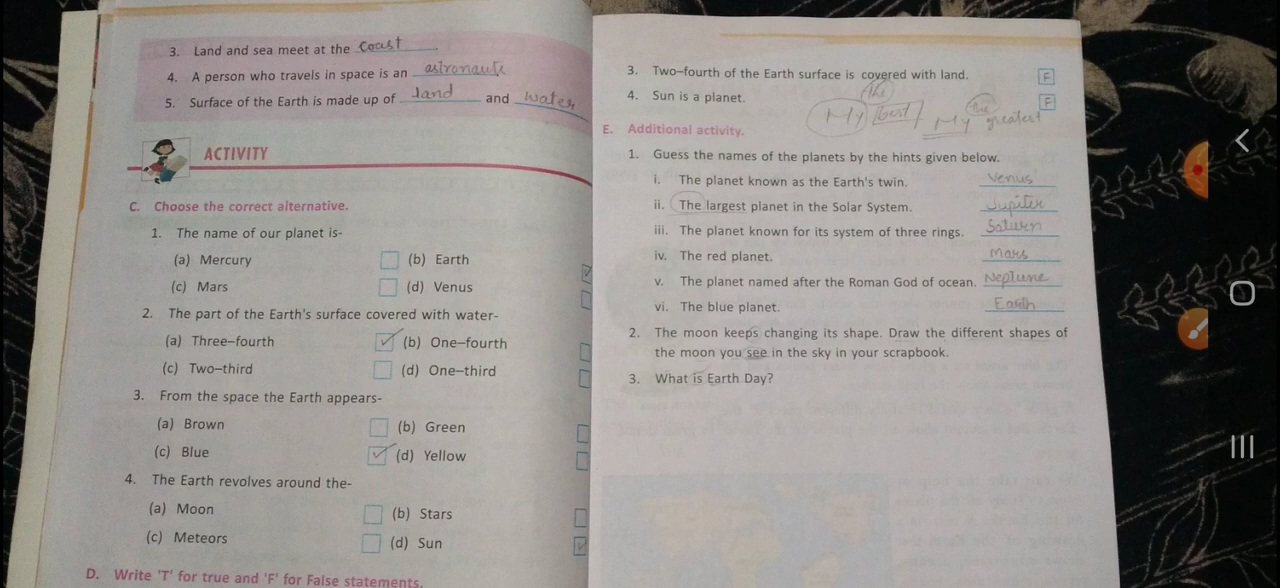 3. Land and sea meet at the coast.
4. A person who travels in space is an astronaute
5. Surface of the Earth is made up of land and water
ACTIVITY
C. Choose the correct alternative.
1. The name of our planet is-
(a) Mercury (b) Earth ✓
(c) Mars (d) Venus
2. The part of the Earth's surface covered with water-
(a) Three-fourth ✓ (b) One-fourth
(c) Two-third (d) One-third
3. From the space the Earth appears-
(a) Brown (b) Green
(c) Blue ✓ (d) Yellow
4. The Earth revolves around the-
(a) Moon (b) Stars
(c) Meteors (d) Sun ✓
D. Write 'T' for true and 'F' for False statements.
3. Two-fourth of the Earth surface is covered with land. F
4. Sun is a planet. F
the the
My best / My greatest
E. Additional activity.
1. Guess the names of the planets by the hints given below.
i. The planet known as the Earth's twin. Venus
ii. The largest planet in the Solar System. Jupiter
iii. The planet known for its system of three rings. Saturn
iv. The red planet. Mars
v. The planet named after the Roman God of ocean. Neptune
vi. The blue planet. Earth
2. The moon keeps changing its shape. Draw the different shapes of
the moon you see in the sky in your scrapbook.
3. What is Earth Day?